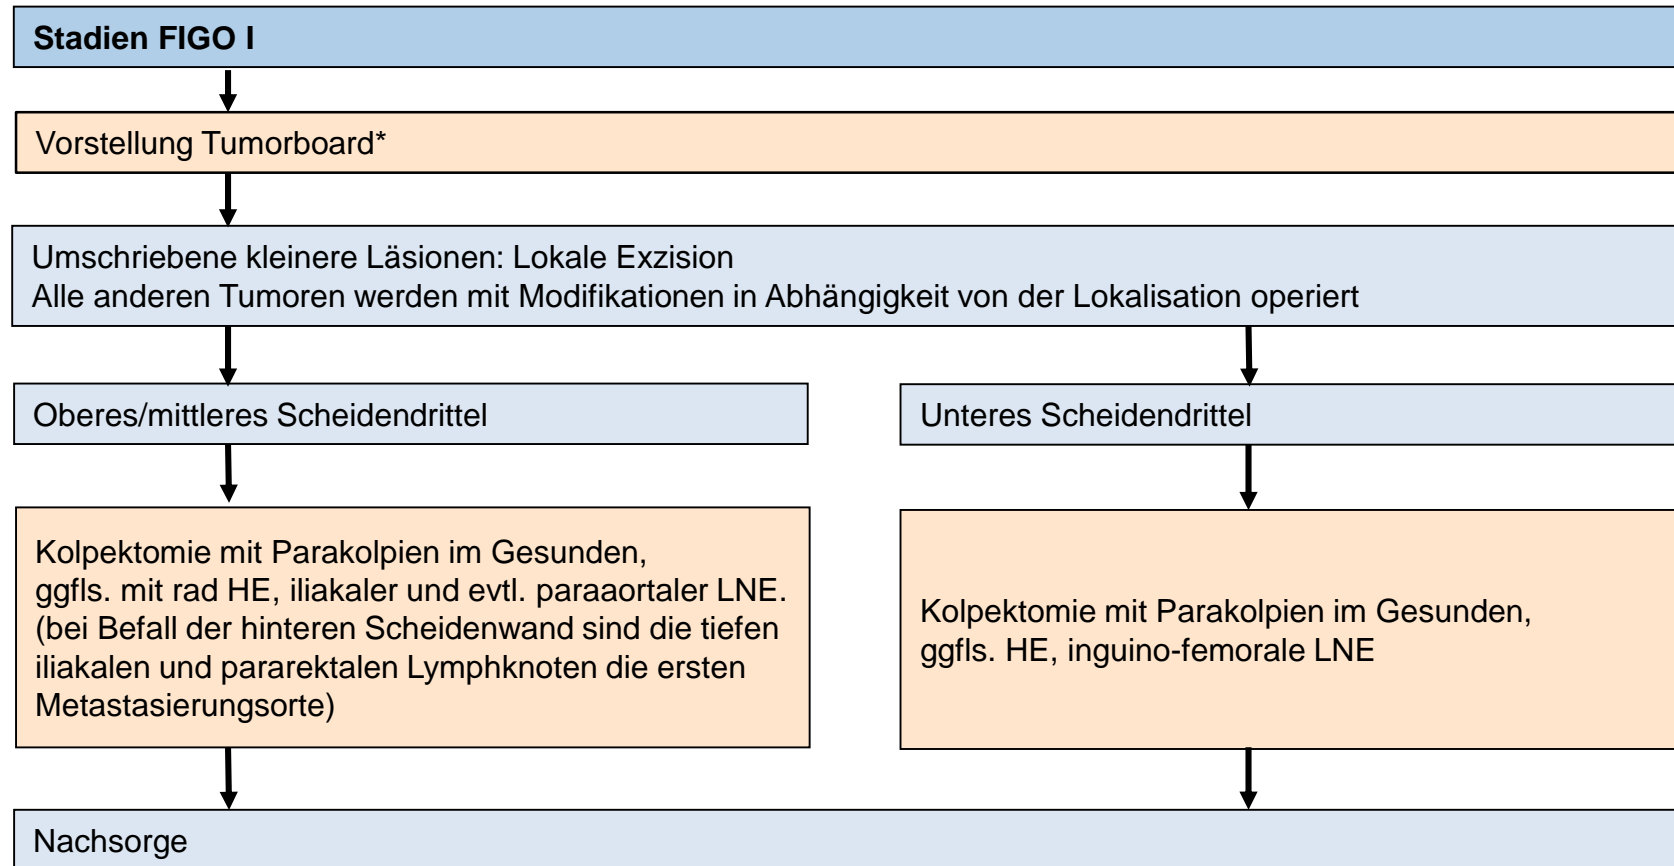 Stadien FIGO I
Vorstellung Tumorboard*
Umschriebene kleinere Läsionen: Lokale Exzision
Alle anderen Tumoren werden mit Modifikationen in Abhängigkeit von der Lokalisation operiert
Oberes/mittleres Scheidendrittel
Unteres Scheidendrittel
Kolpektomie mit Parakolpien im Gesunden,
ggfls. mit rad HE, iliakaler und evtl. paraaortaler LNE.
(bei Befall der hinteren Scheidenwand sind die tiefen
iliakalen und pararektalen Lymphknoten die ersten
Metastasierungsorte)
Kolpektomie mit Parakolpien im Gesunden,
ggfls. HE, inguino-femorale LNE
Nachsorge